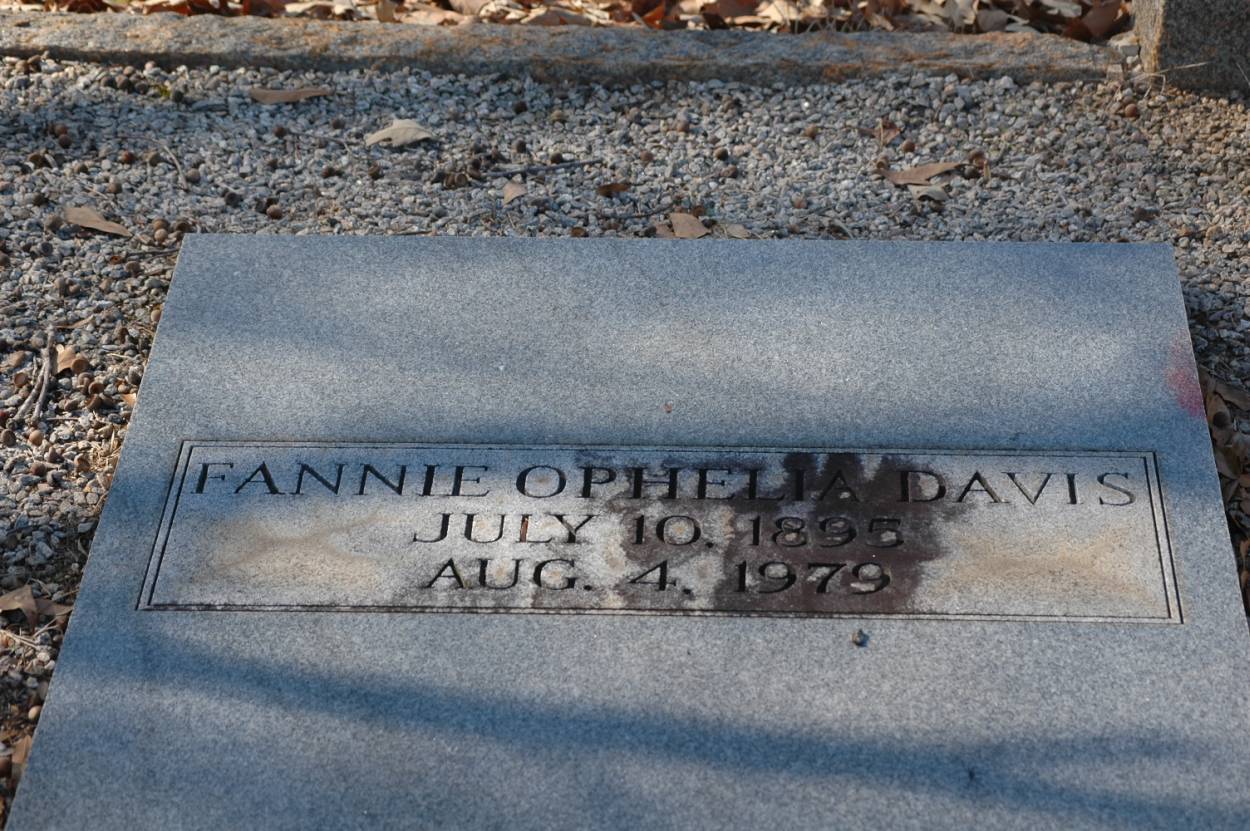 FANNIE OPHELIA DAVIS
JULY 10, 1895
AUG. 4, 1979